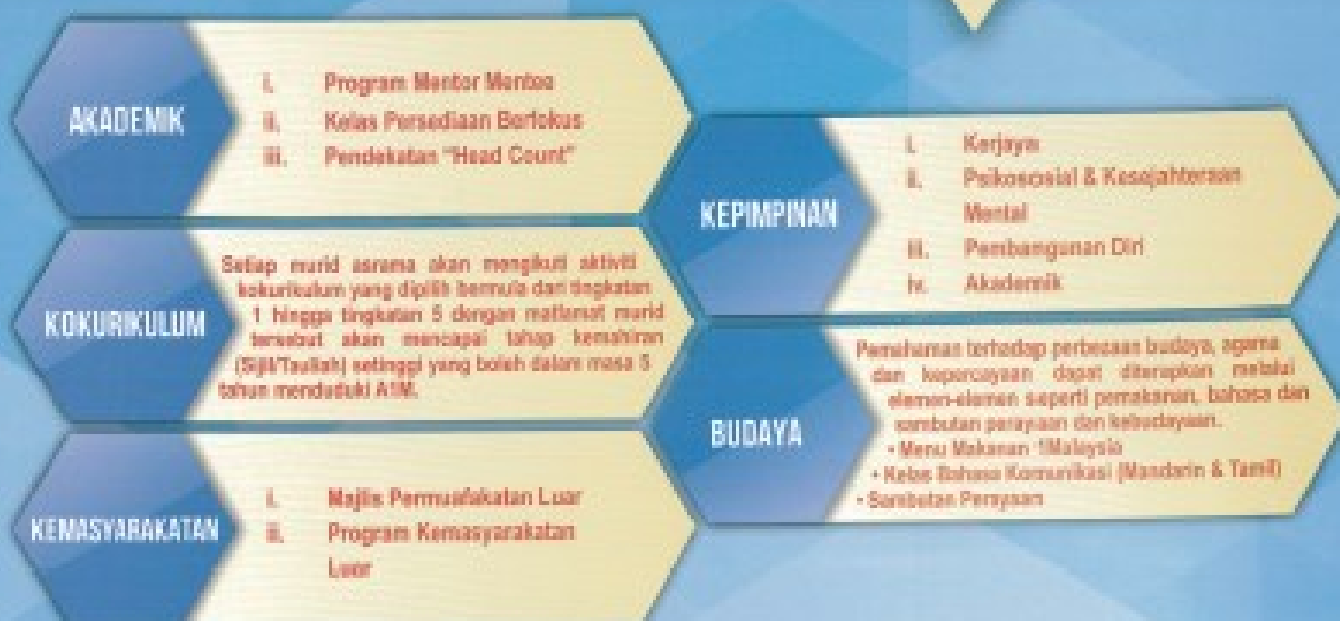 AKADEMIK
i. Program Mentor Mentee
ii. Kelas Persediaan Berfokus
iii. Pendekatan "Head Count"
KOKURIKULUM
Setiap murid asrama akan mengikuti aktiviti
kokurikulum yang dipilih bermula dari tingkatan
1 hingga tingkatan 5 dengan matlamat murid
tersebut akan mencapai tahap kemahiran
(Sijil/Tauliah) setinggi yang boleh dalam masa 5
tahun menduduki A1M.
KEMASYARAKATAN
i. Majlis Permuafakatan Luar
ii. Program Kemasyarakatan
Luar
KEPIMPINAN
i. Kerjaya
ii. Psikososial & Kesejahteraan
Mental
iii. Pembangunan Diri
iv. Akademik
BUDAYA
Pemahaman terhadap perbezaan budaya, agama
dan kepercayaan dapat diterapkan melalui
elemen-elemen seperti pemakanan, bahasa dan
sambutan perayaan dan kebudayaan.
• Menu Makanan 1Malaysia
• Kelas Bahasa Komunikasi (Mandarin & Tamil)
• Sambutan Perayaan